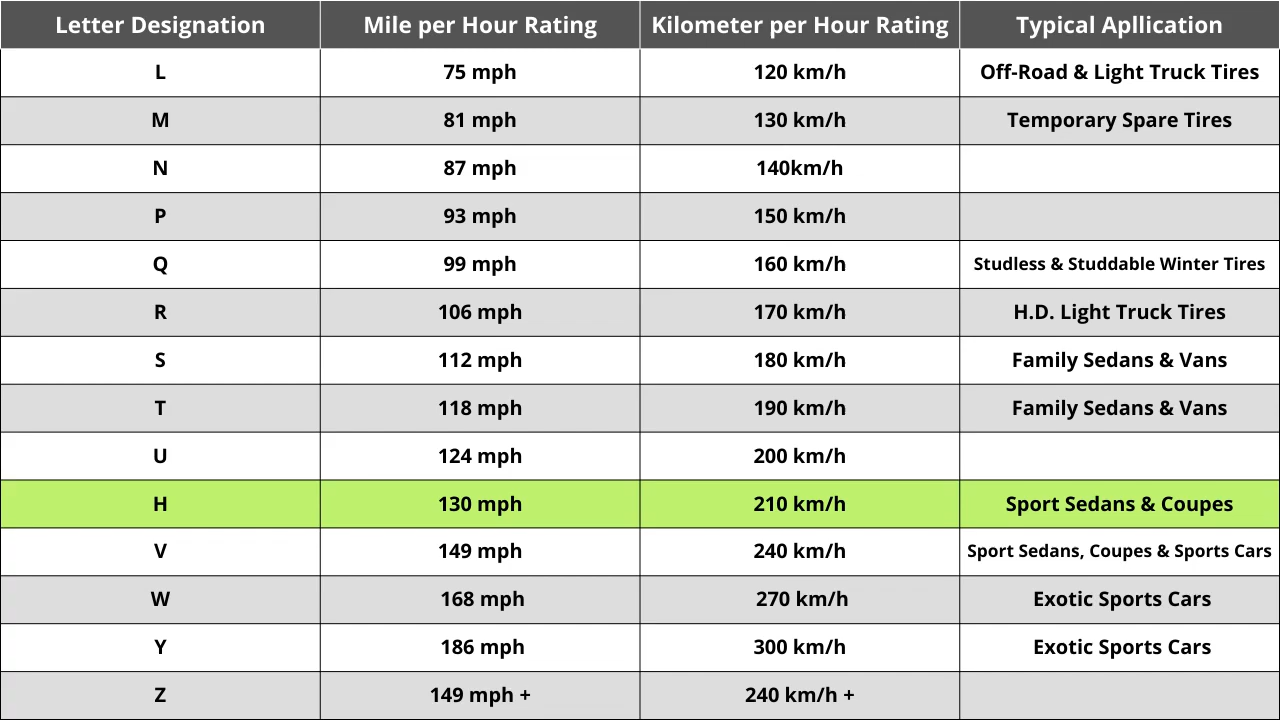 Letter Designation Mile per Hour Rating Kilometer per Hour Rating Typical Apllication
L 75 mph 120 km/h Off-Road & Light Truck Tires
M 81 mph 130 km/h Temporary Spare Tires
N 87 mph 140km/h
P 93 mph 150 km/h
Q 99 mph 160 km/h Studless & Studdable Winter Tires
R 106 mph 170 km/h H.D. Light Truck Tires
S 112 mph 180 km/h Family Sedans & Vans
T 118 mph 190 km/h Family Sedans & Vans
U 124 mph 200 km/h
H 130 mph 210 km/h Sport Sedans & Coupes
V 149 mph 240 km/h Sport Sedans, Coupes & Sports Cars
W 168 mph 270 km/h Exotic Sports Cars
Y 186 mph 300 km/h Exotic Sports Cars
Z 149 mph + 240 km/h +